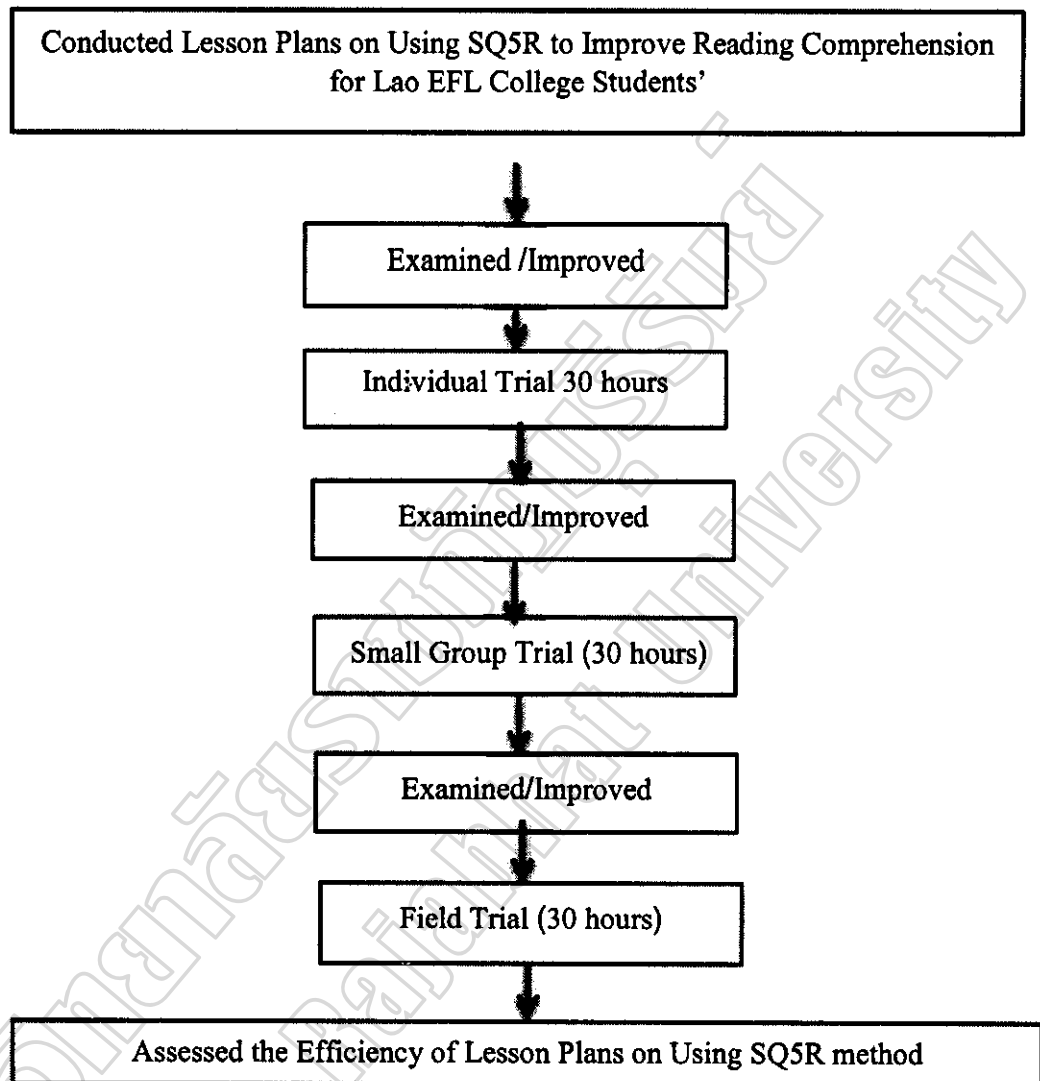 Conducted Lesson Plans on Using SQ5R to Improve Reading Comprehension
for Lao EFL College Students’
Examined /Improved
Individual Trial 30 hours
Examined/Improved
Small Group Trial (30 hours)
Examined/Improved
Field Trial (30 hours)
Assessed the Efficiency of Lesson Plans on Using SQ5R method
Rajabhat University